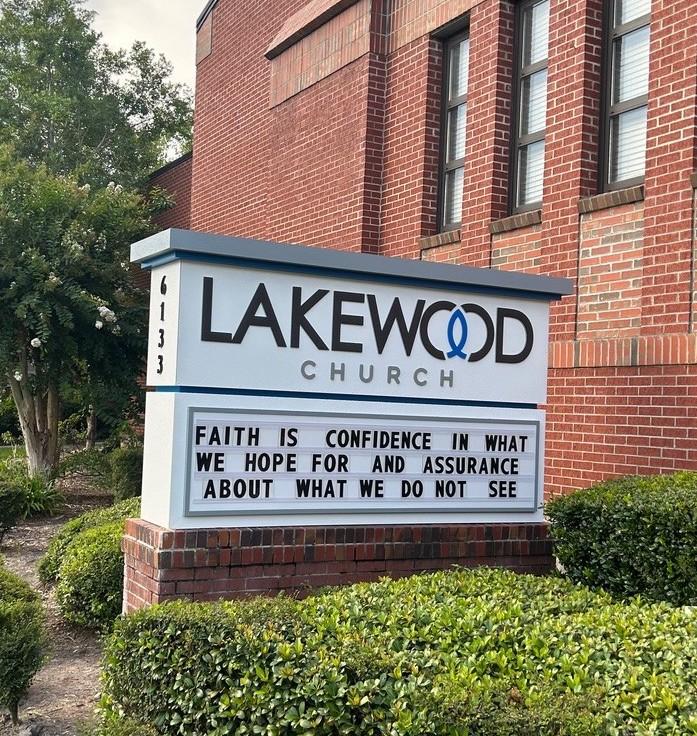 6133
LAKEWOOD
CHURCH
FAITH IS CONFIDENCE IN WHAT
WE HOPE FOR AND ASSURANCE
ABOUT WHAT WE DO NOT SEE